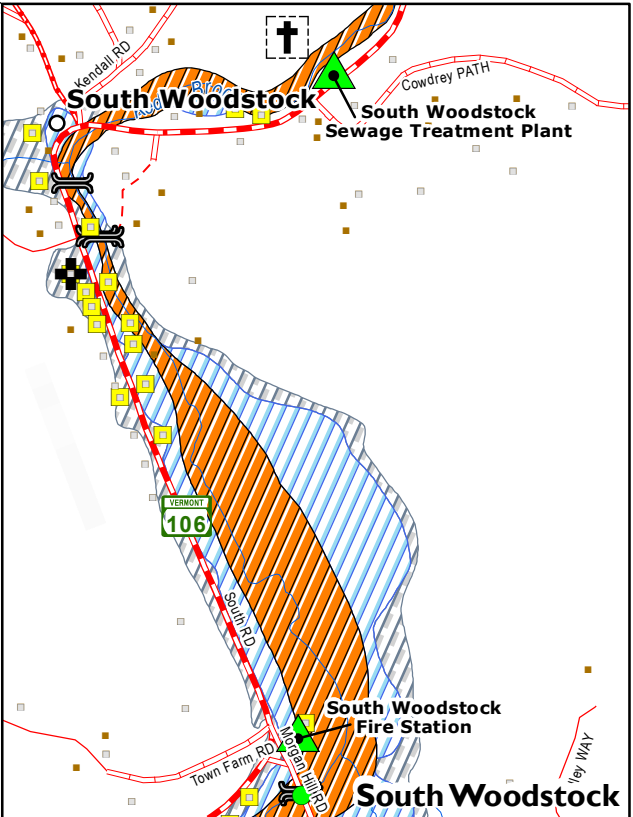 Kendall RD
South Woodstock
Cowdrey PATH
South Woodstock
Sewage Treatment Plant
VERMONT
106
South RD
South Woodstock
Fire Station
Morgan Hill RD
Town Farm RD
South Woodstock
WAY